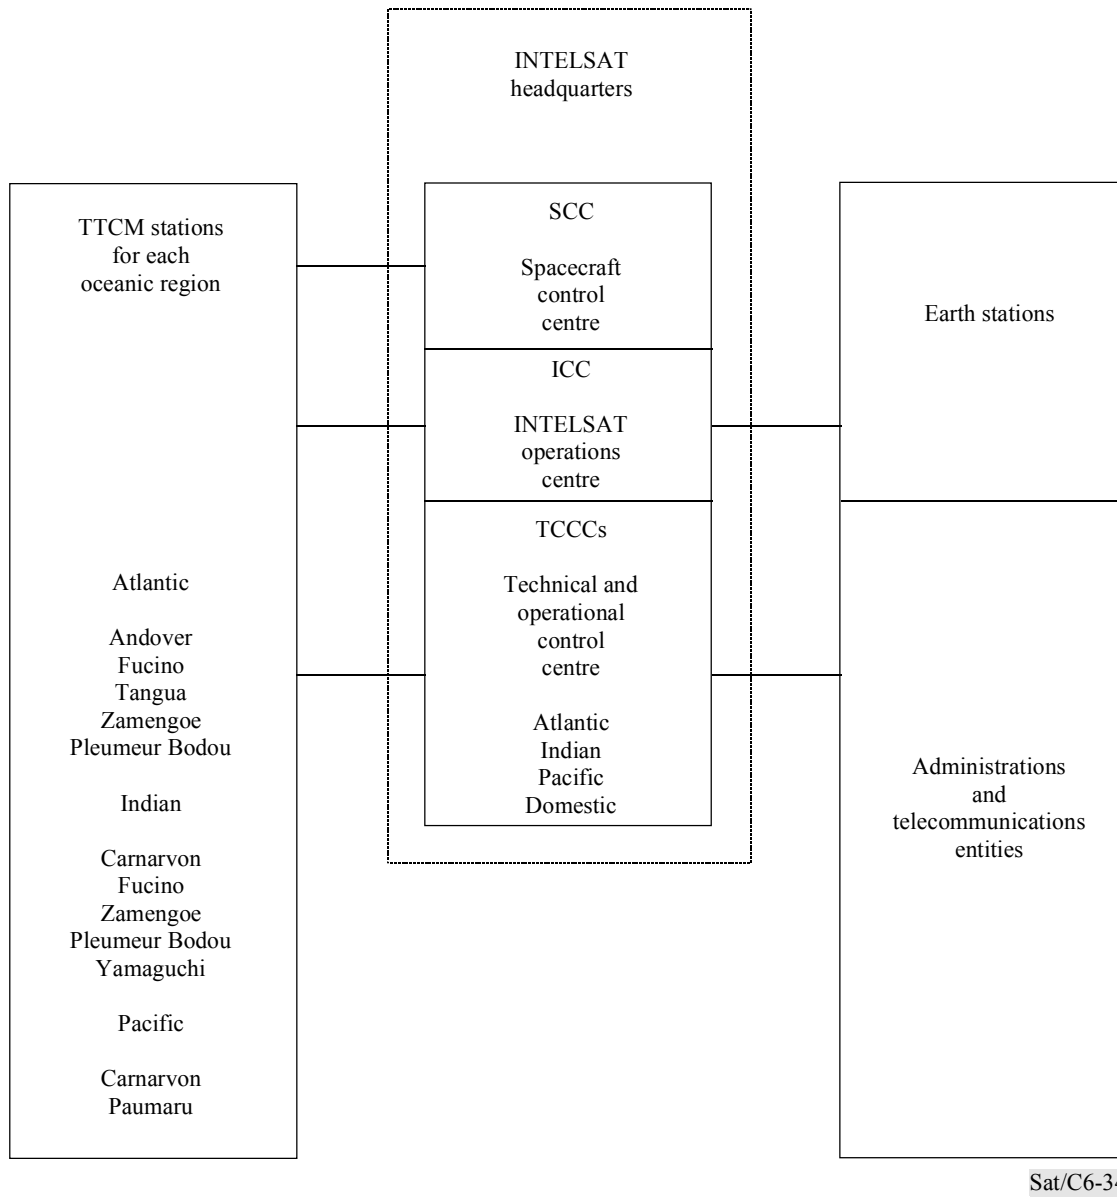 INTELSAT
headquarters
TTCM stations
for each
oceanic region
Atlantic
Andover
Fucino
Tangua
Zamengoe
Pleumeur Bodou
Indian
Carnarvon
Fucino
Zamengoe
Pleumeur Bodou
Yamaguchi
Pacific
Carnarvon
Paumaru
SCC
Spacecraft
control
centre
ICC
INTELSAT
operations
centre
TCCCs
Technical and
operational
control
centre
Atlantic
Indian
Pacific
Domestic
Earth stations
Administrations
and
telecommunications
entities